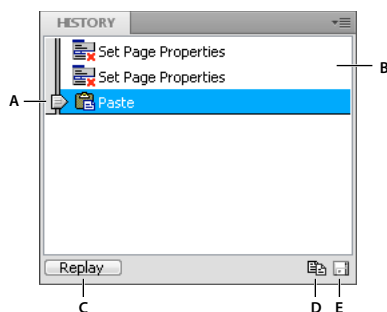 HISTORY
Set Page Properties
B
Set Page Properties
A
Paste
Replay
C
D
E